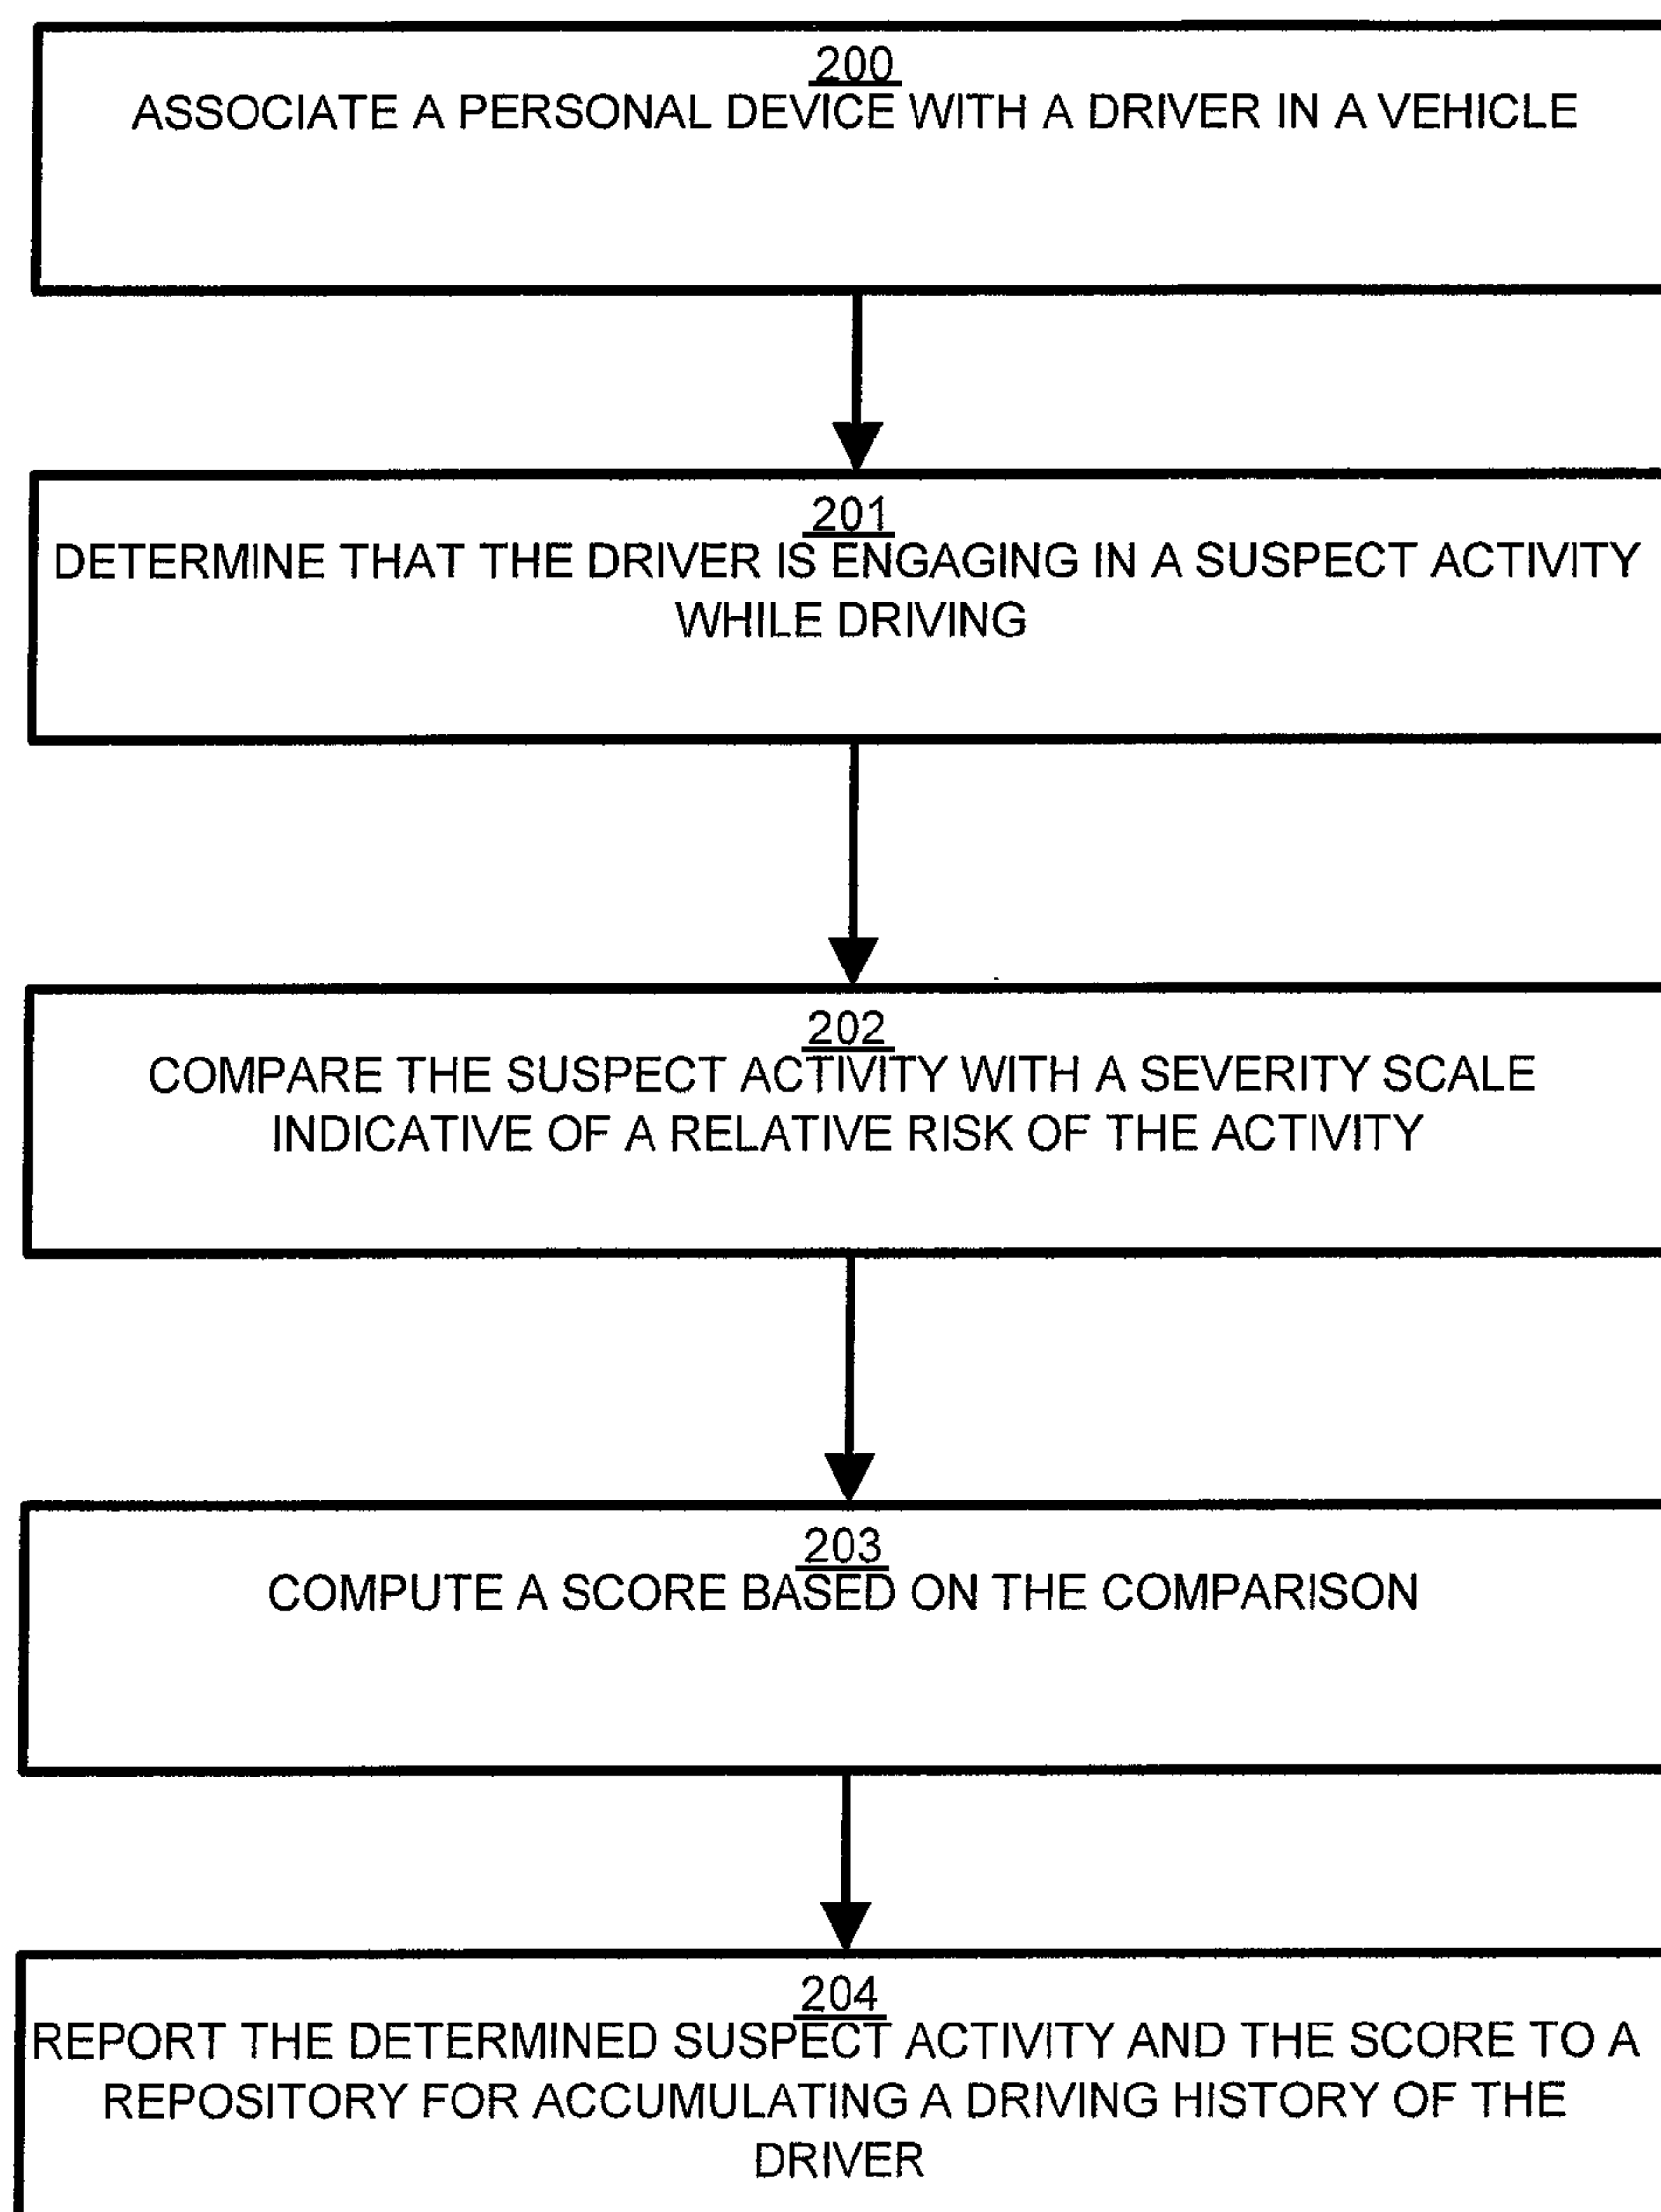 200
ASSOCIATE A PERSONAL DEVICE WITH A DRIVER IN A VEHICLE
201
DETERMINE THAT THE DRIVER IS ENGAGING IN A SUSPECT ACTIVITY
WHILE DRIVING
202
COMPARE THE SUSPECT ACTIVITY WITH A SEVERITY SCALE
INDICATIVE OF A RELATIVE RISK OF THE ACTIVITY
203
COMPUTE A SCORE BASED ON THE COMPARISON
204
REPORT THE DETERMINED SUSPECT ACTIVITY AND THE SCORE TO A
REPOSITORY FOR ACCUMULATING A DRIVING HISTORY OF THE
DRIVER